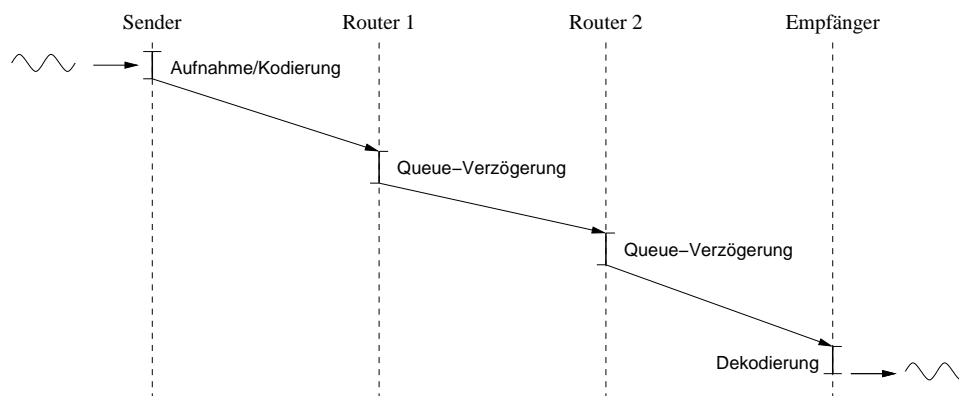 Sender Router 1 Router 2 Empfänger
Aufnahme/Kodierung
Queue−Verzögerung
Queue−Verzögerung
Dekodierung